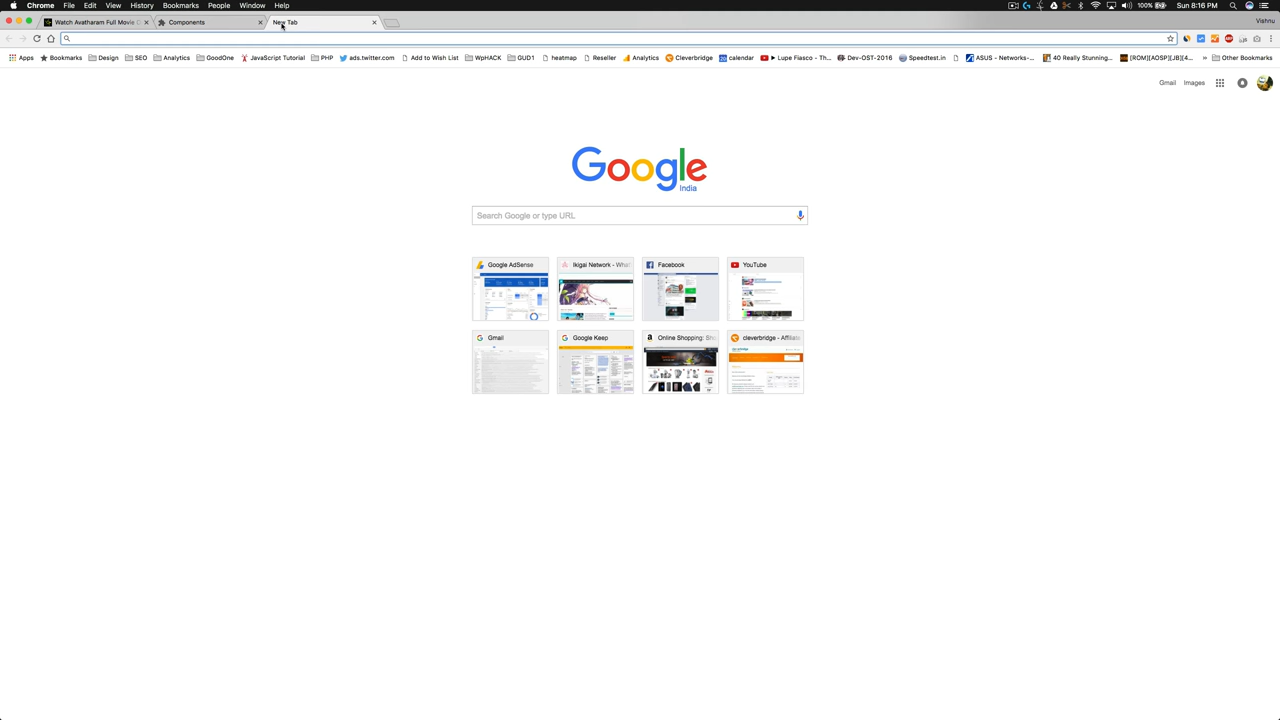 Chrome File Edit View History Bookmarks People Window Help 100% Sun 8:16 PM
Watch Avatharam Full Movie Components New Tab Vishnu
Apps Bookmarks Design SEO Analytics GoodOne JavaScript Tutorial PHP ads.twitter.com Add to Wish List WpHACK GUD1 heatmap Reseller Analytics Cleverbridge calendar Lupe Fiasco - Th... Dev-OST-2016 Speedtest.in ASUS - Networks-... 40 Really Stunning... [ROM][AOSP][JB][4... » Other Bookmarks
Gmail Images
Google
India
Search Google or type URL
Google AdSense Ikigai Network - What Facebook YouTube
Gmail Google Keep Online Shopping: Sho cleverbridge - Affiliate